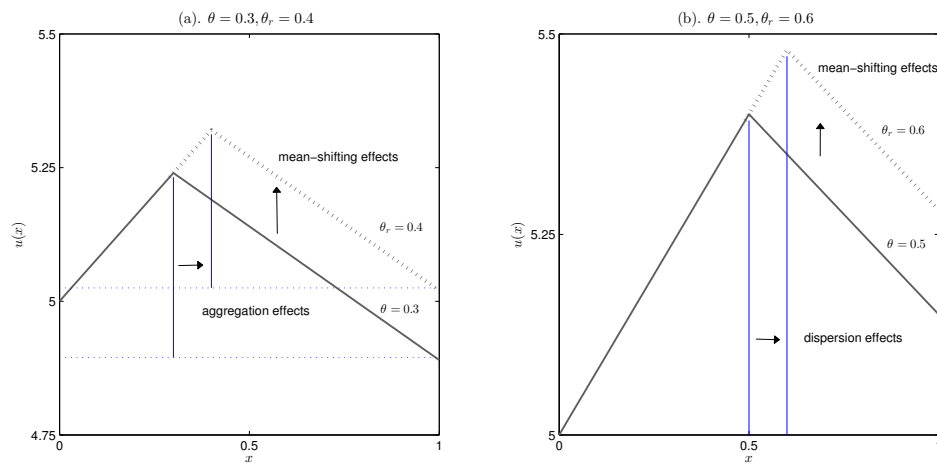 (a). θ = 0.3, θ_r = 0.4
5.5
5.25
5
4.75
u(x)
mean−shifting effects
θ_r = 0.4
aggregation effects
θ = 0.3
0
0.5
1
x
(b). θ = 0.5, θ_r = 0.6
5.5
5.25
5
u(x)
mean−shifting effects
θ_r = 0.6
θ = 0.5
dispersion effects
0
0.5
1
x